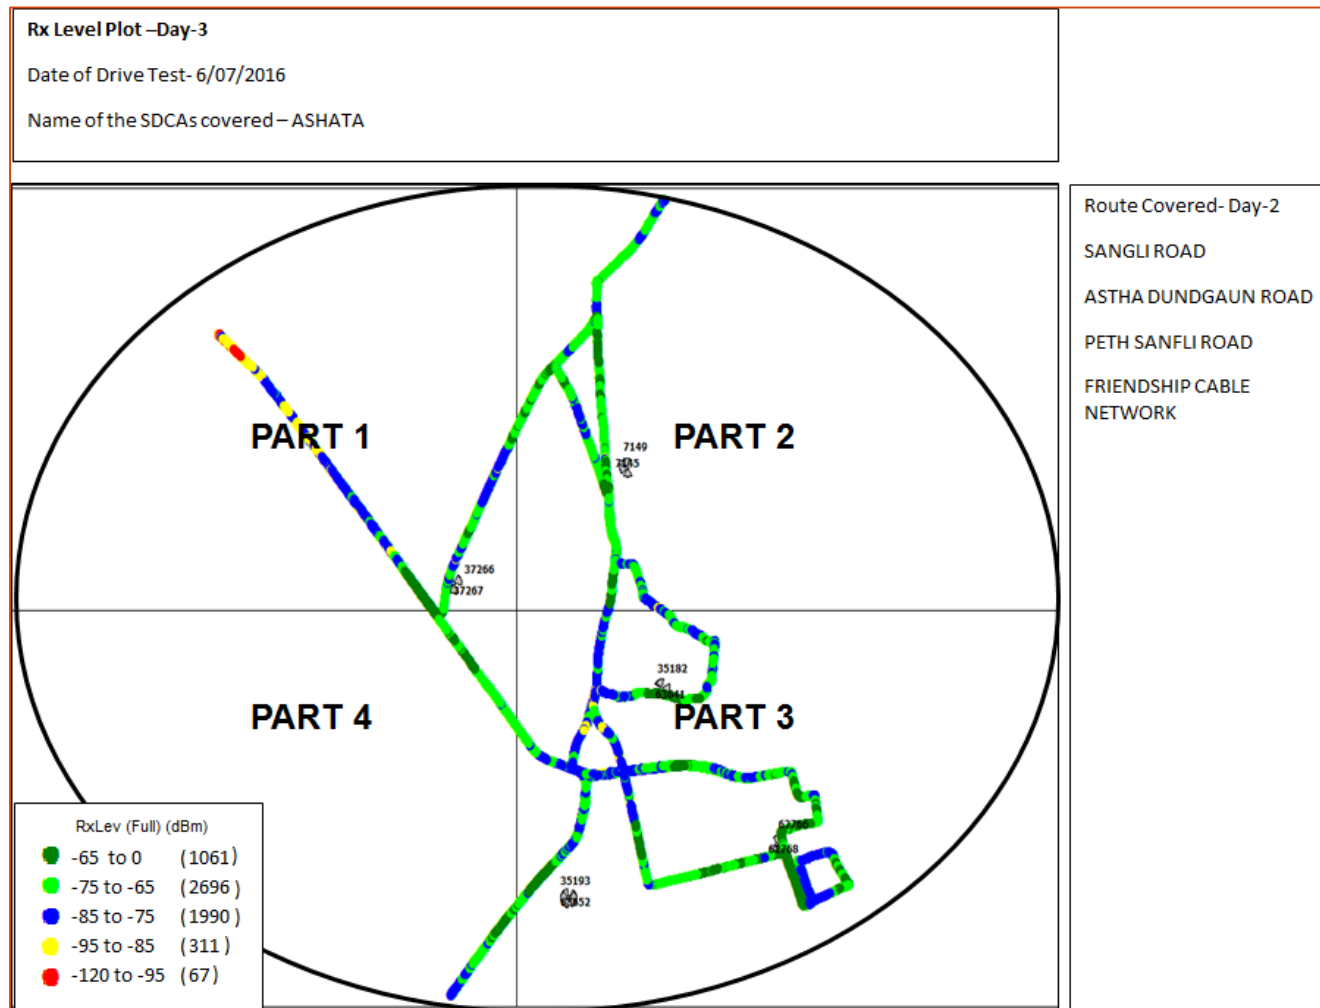 Rx Level Plot –Day-3
Date of Drive Test- 6/07/2016
Name of the SDCAs covered – ASHATA
Route Covered- Day-2
SANGLI ROAD
ASTHA DUNDGAUN ROAD
PETH SANFLI ROAD
FRIENDSHIP CABLE
NETWORK
PART 1
PART 2
7149
7145
37266
37267
35182
PART 4
PART 3
62766
62768
35193
RxLev (Full) (dBm)
-65 to 0 (1061)
-75 to -65 (2696)
-85 to -75 (1990)
-95 to -85 (311)
-120 to -95 (67)